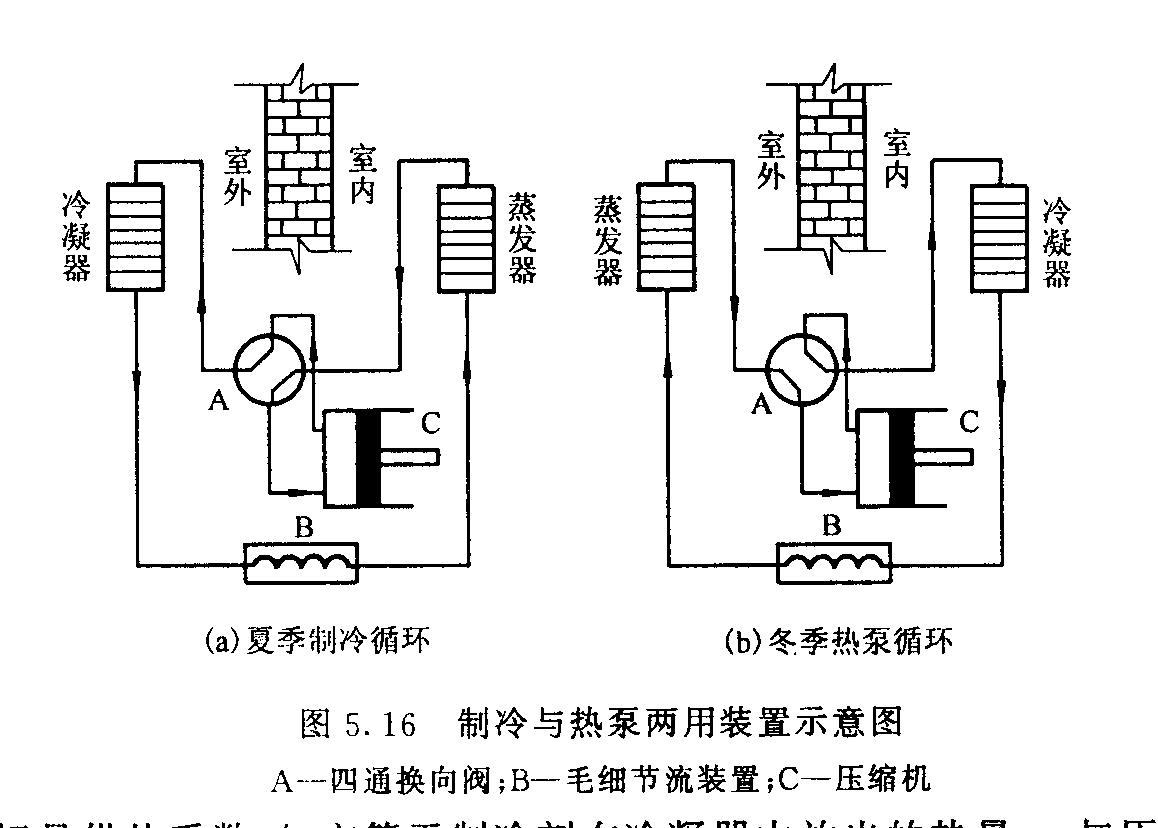 室外
室内
冷凝器
蒸发器
A
C
B
(a)夏季制冷循环
室外
室内
蒸发器
冷凝器
A
C
B
(b)冬季热泵循环
图 5.16 制冷与热泵两用装置示意图
A—四通换向阀;B—毛细节流装置;C—压缩机